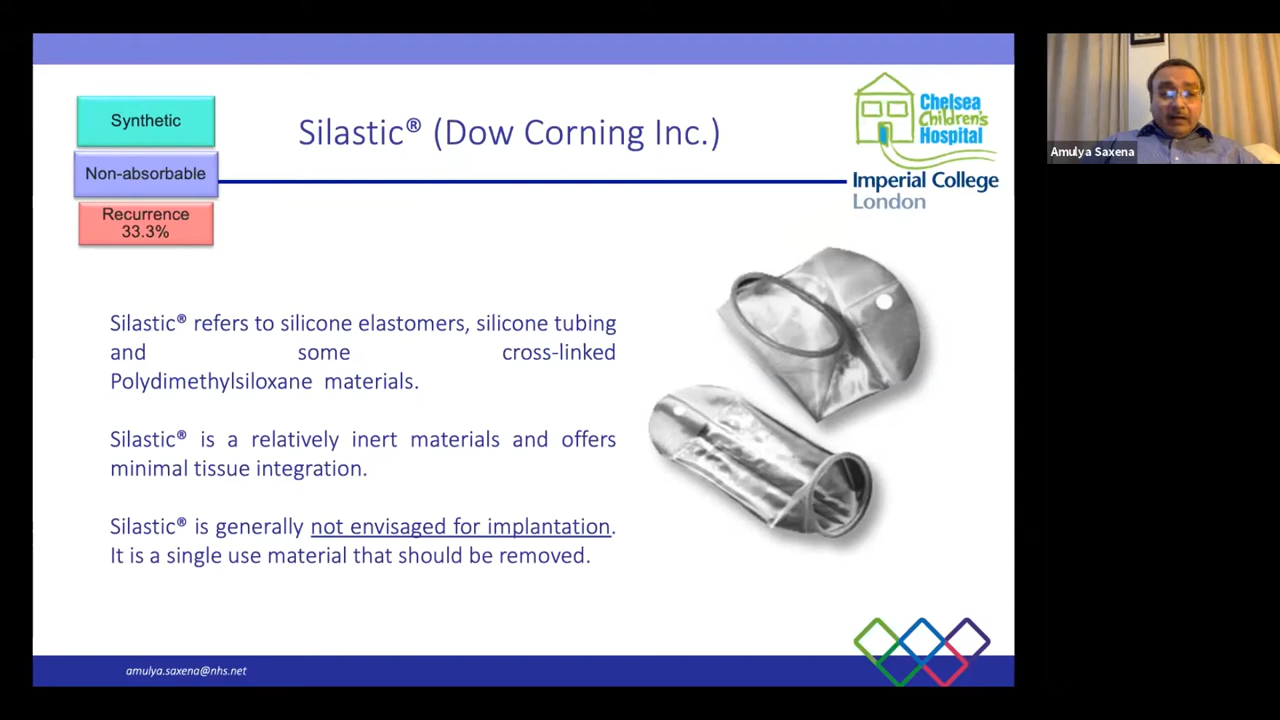 Synthetic
Non-absorbable
Recurrence
33.3%
Silastic® (Dow Corning Inc.)
Chelsea
Children's
Hospital
Imperial College
London
Amulya Saxena
Silastic® refers to silicone elastomers, silicone tubing
and some cross-linked
Polydimethylsiloxane materials.
Silastic® is a relatively inert materials and offers
minimal tissue integration.
Silastic® is generally not envisaged for implantation.
It is a single use material that should be removed.
amulya.saxena@nhs.net